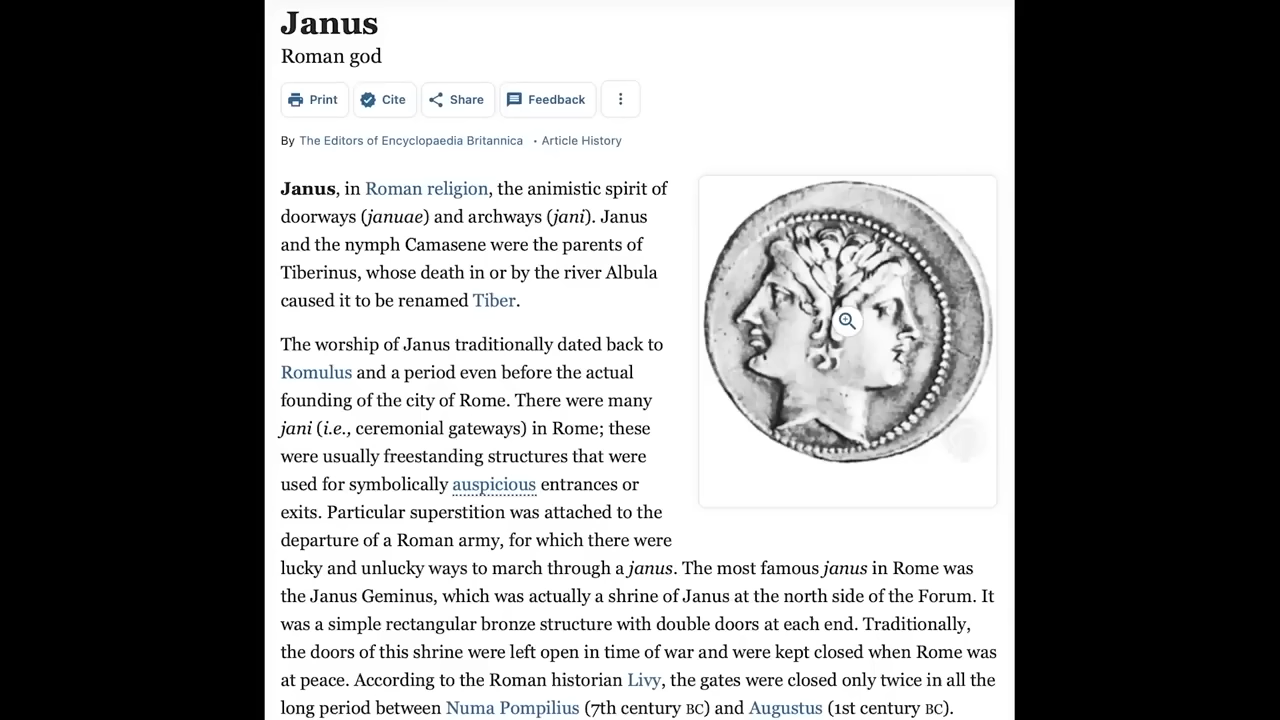 Janus
Roman god
Print
Cite
Share
Feedback
By The Editors of Encyclopaedia Britannica • Article History
Janus, in Roman religion, the animistic spirit of
doorways (januae) and archways (jani). Janus
and the nymph Camasene were the parents of
Tiberinus, whose death in or by the river Albula
caused it to be renamed Tiber.
The worship of Janus traditionally dated back to
Romulus and a period even before the actual
founding of the city of Rome. There were many
jani (i.e., ceremonial gateways) in Rome; these
were usually freestanding structures that were
used for symbolically auspicious entrances or
exits. Particular superstition was attached to the
departure of a Roman army, for which there were
lucky and unlucky ways to march through a janus. The most famous janus in Rome was
the Janus Geminus, which was actually a shrine of Janus at the north side of the Forum. It
was a simple rectangular bronze structure with double doors at each end. Traditionally,
the doors of this shrine were left open in time of war and were kept closed when Rome was
at peace. According to the Roman historian Livy, the gates were closed only twice in all the
long period between Numa Pompilius (7th century BC) and Augustus (1st century BC).